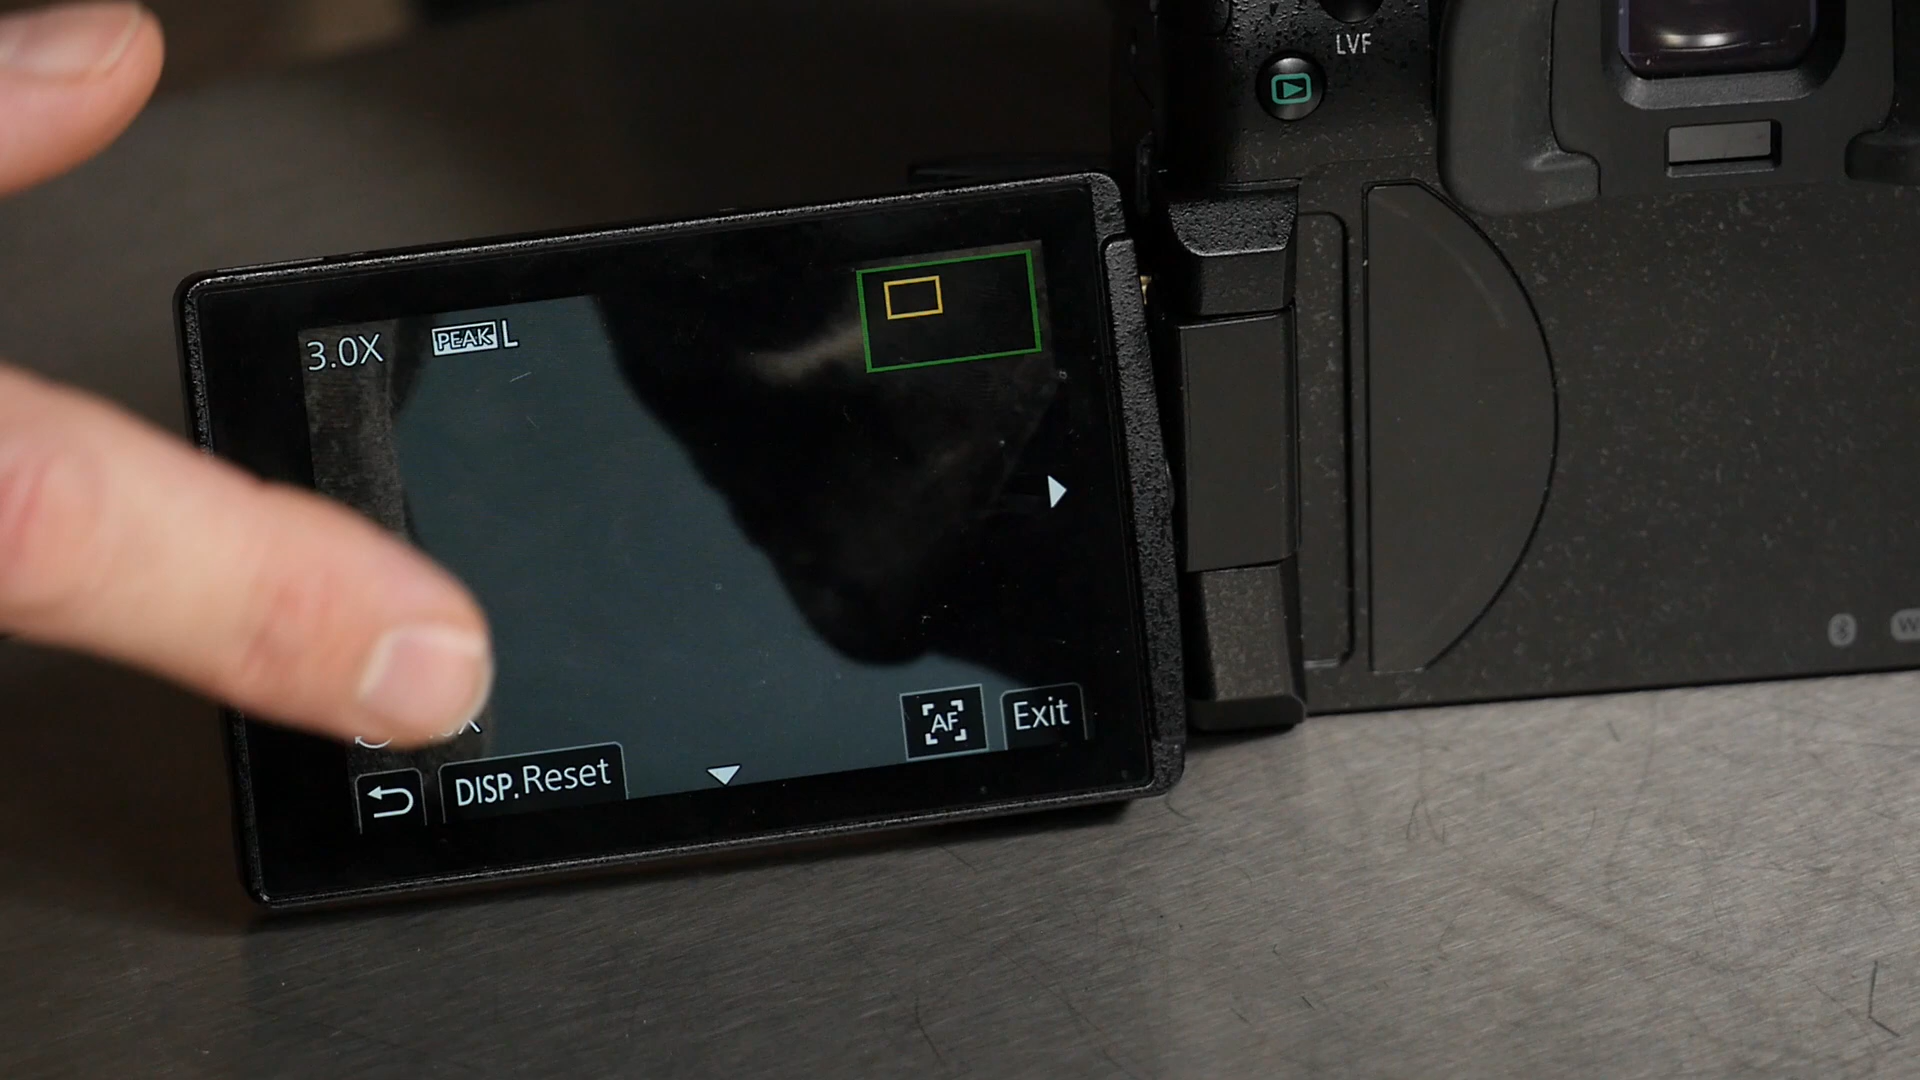 LVF
3.0X
PEAK L
AF
Exit
DISP. Reset